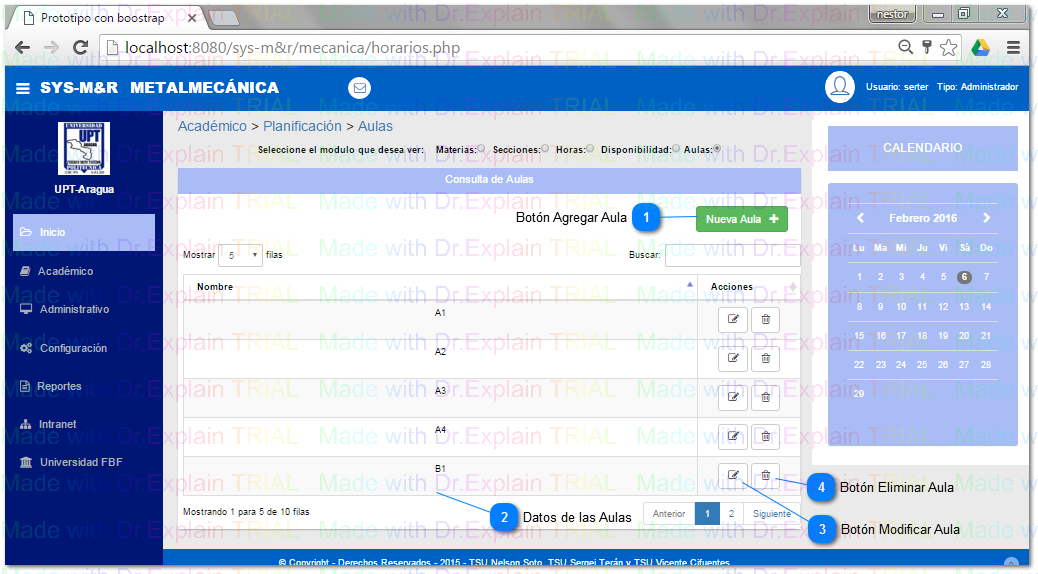 Prototipo con boostrap
nestor
localhost:8080/sys-m&r/mecanica/horarios.php
SYS-M&R METALMECÁNICA
Usuario: serter Tipo: Administrador
UNIVERSIDAD
UPT
ARAGUA
UPT-Aragua
Inicio
Académico
Administrativo
Configuración
Reportes
Intranet
Universidad FBF
Académico > Planificación > Aulas
Seleccione el modulo que desea ver: Materias: Secciones: Horas: Disponibilidad: Aulas:
Consulta de Aulas
Botón Agregar Aula 1 Nueva Aula +
Mostrar 5 filas Buscar:
Nombre Acciones
A1
A2
A3
A4
B1
Mostrando 1 para 5 de 10 filas
2 Datos de las Aulas
Anterior 1 2 Siguiente
4 Botón Eliminar Aula
3 Botón Modificar Aula
CALENDARIO
Febrero 2016
Lu Ma Mi Ju Vi Sá Do
1 2 3 4 5 6 7
8 9 10 11 12 13 14
15 16 17 18 19 20 21
22 23 24 25 26 27 28
29
© Copyright - Derechos Reservados - 2015 - TSU Nelson Soto, TSU Sergei Terán y TSU Vicente Cifuentes
Made with Dr.Explain TRIAL